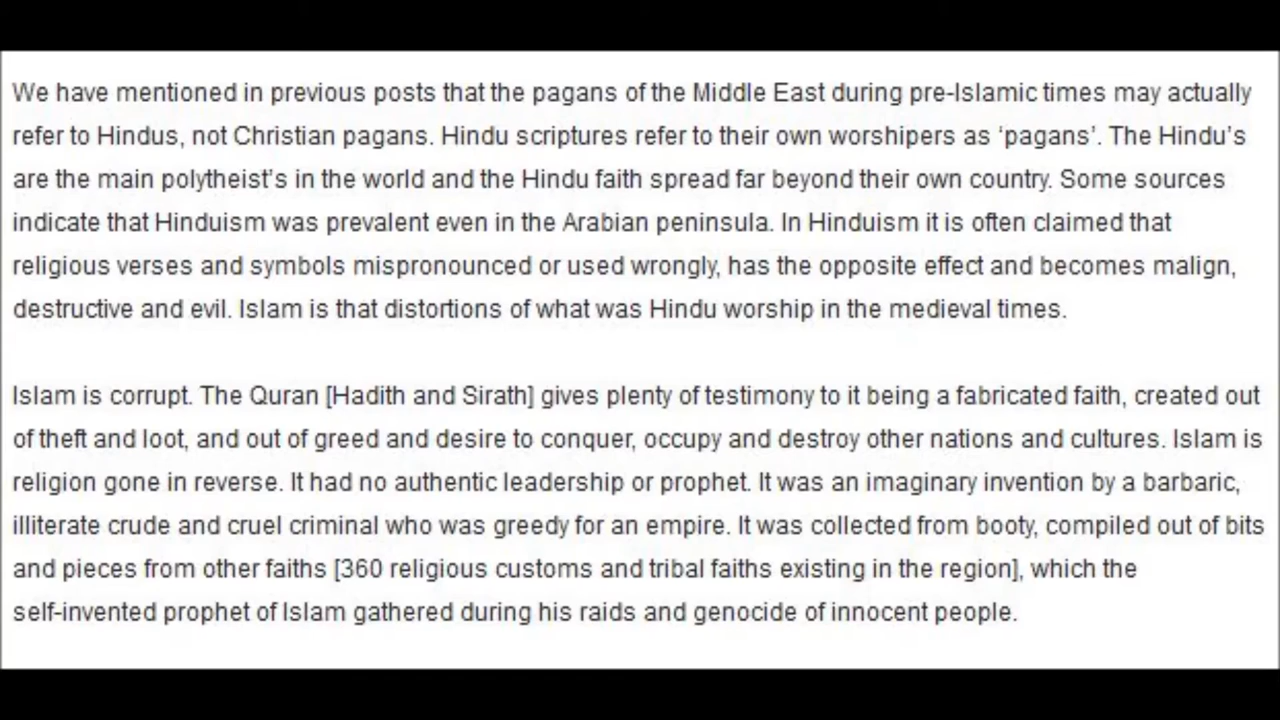 We have mentioned in previous posts that the pagans of the Middle East during pre-Islamic times may actually
refer to Hindus, not Christian pagans. Hindu scriptures refer to their own worshipers as ‘pagans’. The Hindu’s
are the main polytheist’s in the world and the Hindu faith spread far beyond their own country. Some sources
indicate that Hinduism was prevalent even in the Arabian peninsula. In Hinduism it is often claimed that
religious verses and symbols mispronounced or used wrongly, has the opposite effect and becomes malign,
destructive and evil. Islam is that distortions of what was Hindu worship in the medieval times.
Islam is corrupt. The Quran [Hadith and Sirath] gives plenty of testimony to it being a fabricated faith, created out
of theft and loot, and out of greed and desire to conquer, occupy and destroy other nations and cultures. Islam is
religion gone in reverse. It had no authentic leadership or prophet. It was an imaginary invention by a barbaric,
illiterate crude and cruel criminal who was greedy for an empire. It was collected from booty, compiled out of bits
and pieces from other faiths [360 religious customs and tribal faiths existing in the region], which the
self-invented prophet of Islam gathered during his raids and genocide of innocent people.